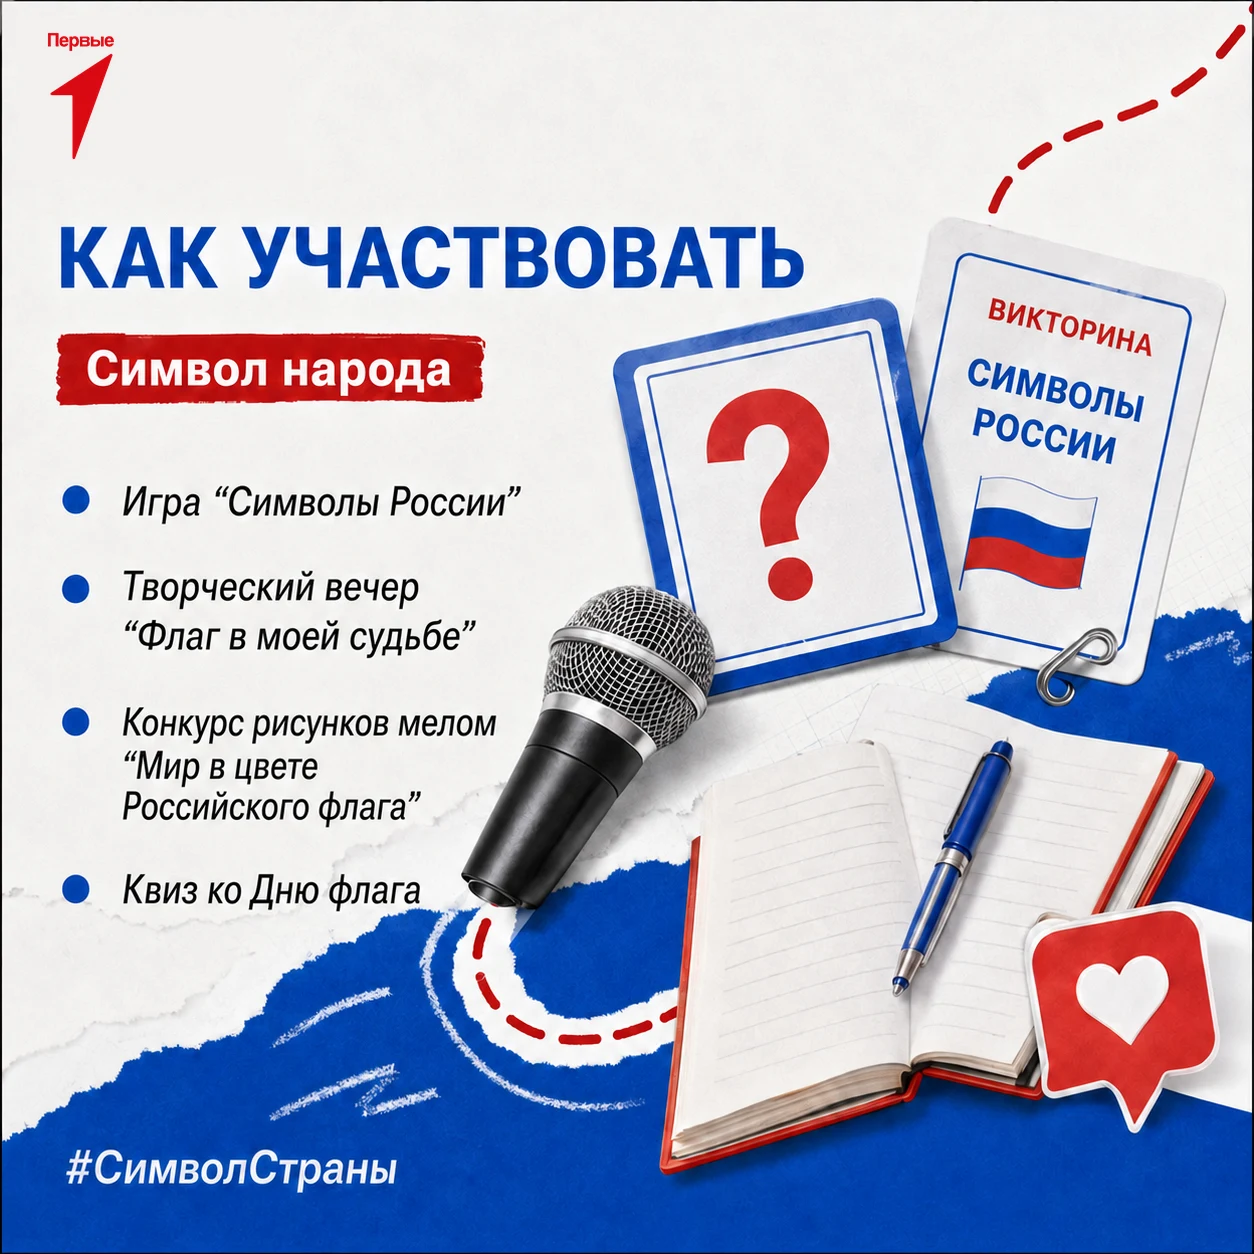 Первые
КАК УЧАСТВОВАТЬ
Символ народа
Игра “Символы России”
Творческий вечер
“Флаг в моей судьбе”
Конкурс рисунков мелом
“Мир в цвете
Российского флага”
Квиз ко Дню флага
?
ВИКТОРИНА
СИМВОЛЫ
РОССИИ
#СимволСтраны